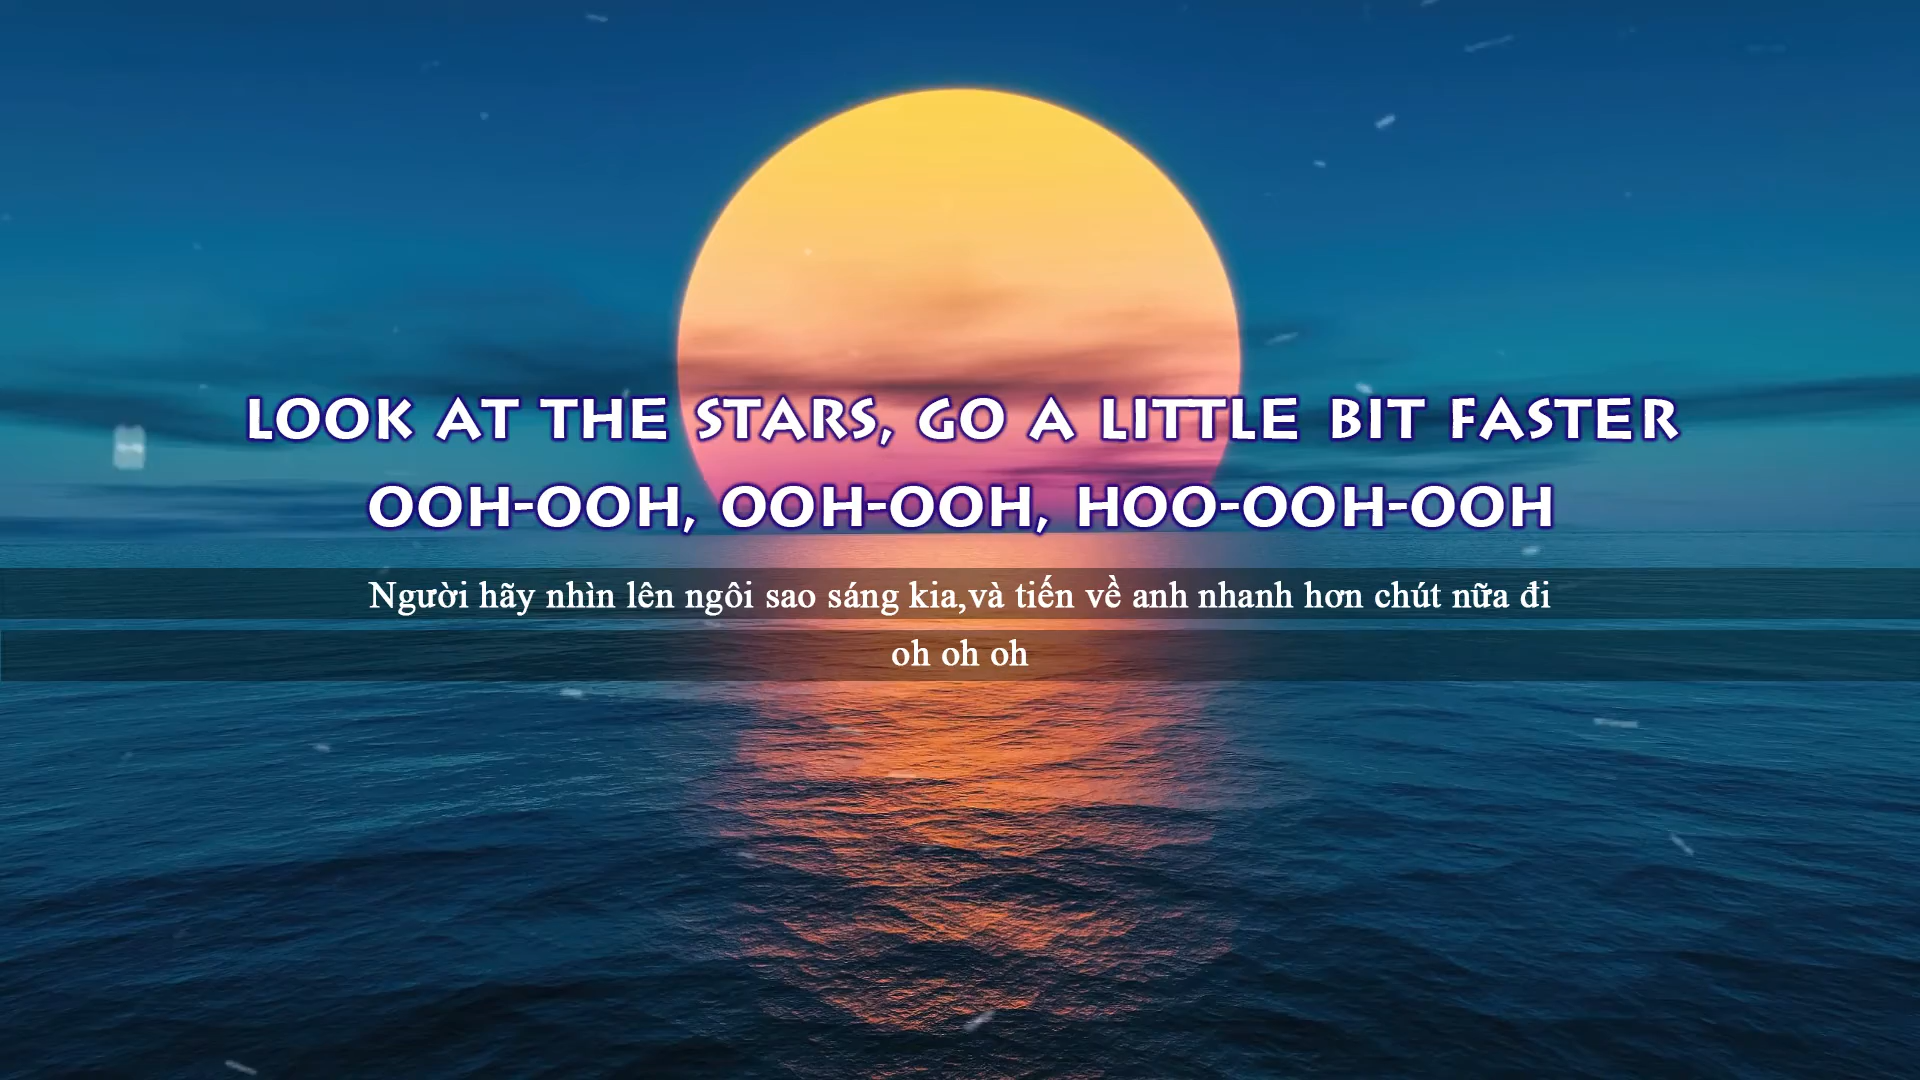 LOOK AT THE STARS, GO A LITTLE BIT FASTER
OOH-OOH, OOH-OOH, HOO-OOH-OOH
Người hãy nhìn lên ngôi sao sáng kia,và tiến về anh nhanh hơn chút nữa đi
oh oh oh